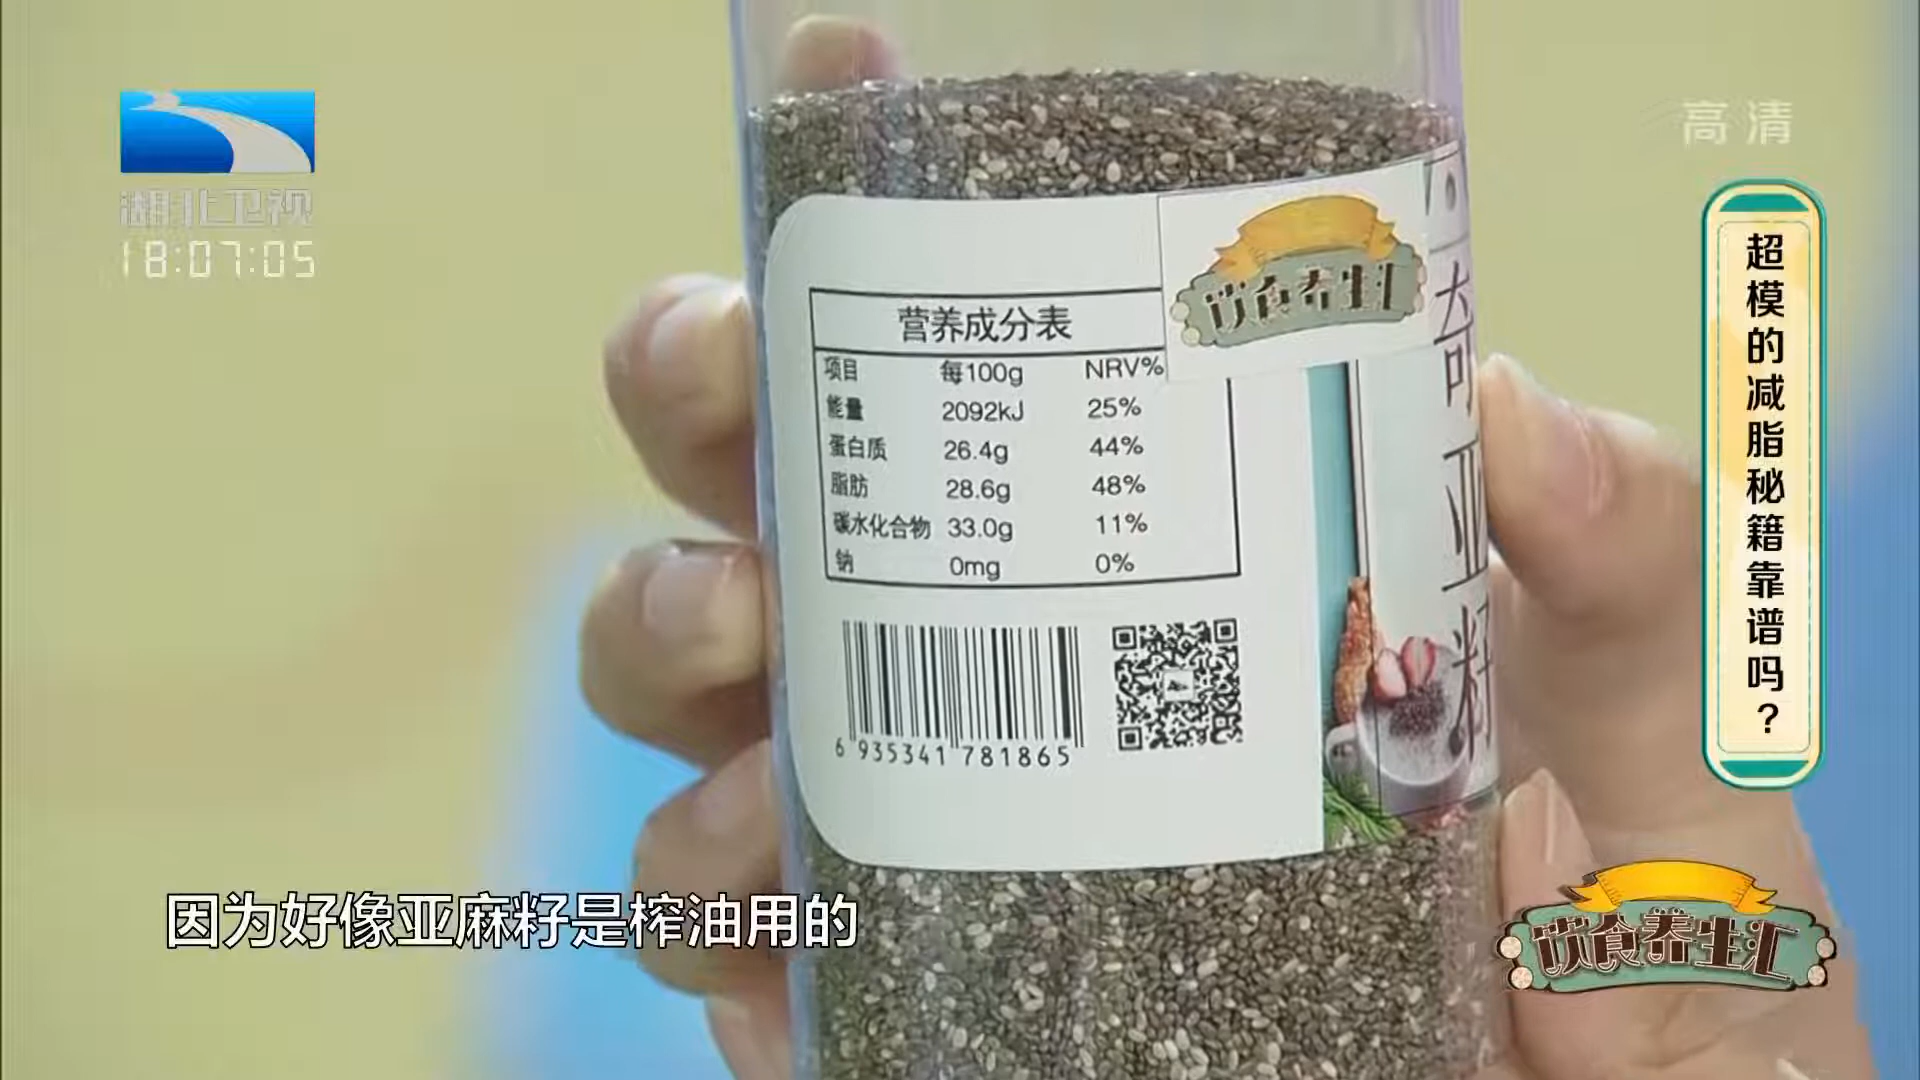 湖北卫视
18:07:05
高清
超模的减脂秘籍靠谱吗?
饮食养生汇
奇亚籽
营养成分表
项目 每100g NRV%
能量 2092kJ 25%
蛋白质 26.4g 44%
脂肪 28.6g 48%
碳水化合物 33.0g 11%
钠 0mg 0%
6 935341 781865
因为好像亚麻籽是榨油用的
饮食养生汇